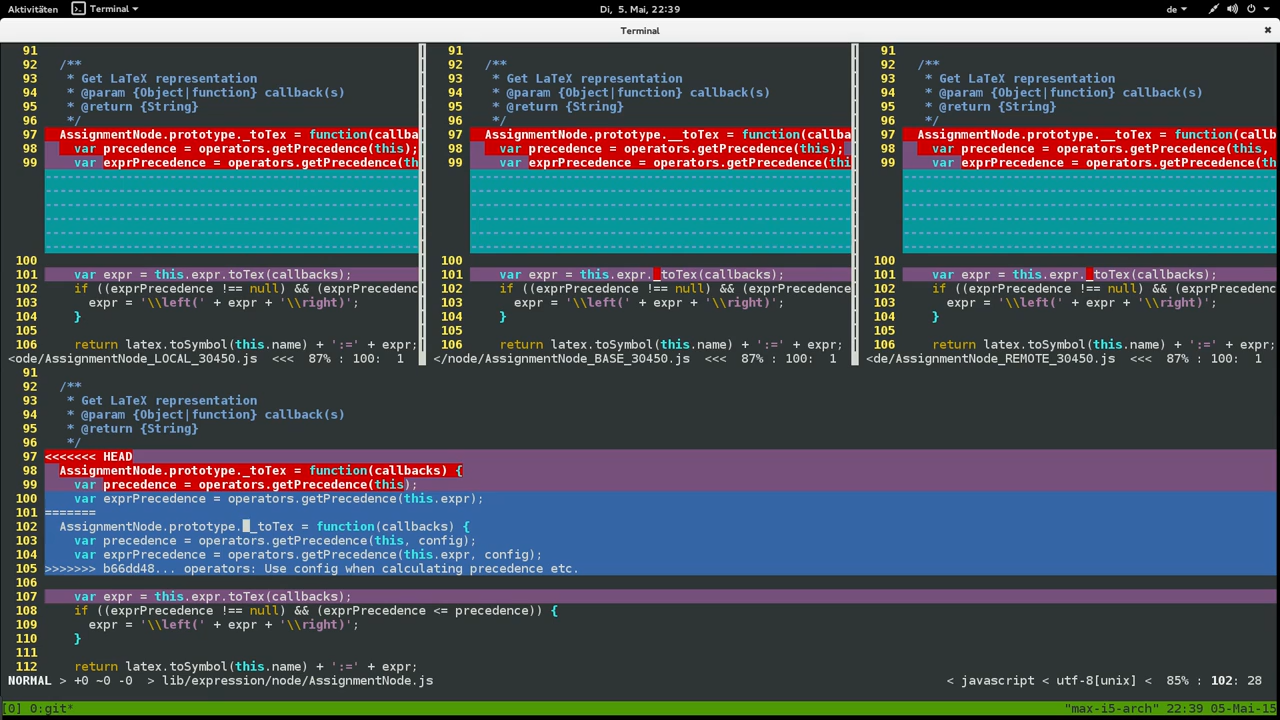 Aktivitäten Terminal Di, 5. Mai, 22:39 de
Terminal
91
92 /**
93 * Get LaTeX representation
94 * @param {Object|function} callback(s)
95 * @return {String}
96 */
97 AssignmentNode.prototype._toTex = function(callba
98 var precedence = operators.getPrecedence(this);
99 var exprPrecedence = operators.getPrecedence(th
100
101 var expr = this.expr.toTex(callbacks);
102 if ((exprPrecedence !== null) && (exprPrecedenc
103 expr = '\\left(' + expr + '\\right)';
104 }
105
106 return latex.toSymbol(this.name) + ':=' + expr;
<ode/AssignmentNode_LOCAL_30450.js <<< 87% : 100: 1
91
92 /**
93 * Get LaTeX representation
94 * @param {Object|function} callback(s)
95 * @return {String}
96 */
97 AssignmentNode.prototype.__toTex = function(callba
98 var precedence = operators.getPrecedence(this);
99 var exprPrecedence = operators.getPrecedence(thi
100
101 var expr = this.expr._toTex(callbacks);
102 if ((exprPrecedence !== null) && (exprPrecedence
103 expr = '\\left(' + expr + '\\right)';
104 }
105
106 return latex.toSymbol(this.name) + ':=' + expr;
</node/AssignmentNode_BASE_30450.js <<< 87% : 100: 1
91
92 /**
93 * Get LaTeX representation
94 * @param {Object|function} callback(s)
95 * @return {String}
96 */
97 AssignmentNode.prototype.__toTex = function(callb
98 var precedence = operators.getPrecedence(this,
99 var exprPrecedence = operators.getPrecedence(th
100
101 var expr = this.expr._toTex(callbacks);
102 if ((exprPrecedence !== null) && (exprPrecedenc
103 expr = '\\left(' + expr + '\\right)';
104 }
105
106 return latex.toSymbol(this.name) + ':=' + expr;
<de/AssignmentNode_REMOTE_30450.js <<< 87% : 100: 1
91
92 /**
93 * Get LaTeX representation
94 * @param {Object|function} callback(s)
95 * @return {String}
96 */
97 <<<<<<< HEAD
98 AssignmentNode.prototype._toTex = function(callbacks) {
99 var precedence = operators.getPrecedence(this);
100 var exprPrecedence = operators.getPrecedence(this.expr);
101 =======
102 AssignmentNode.prototype.__toTex = function(callbacks) {
103 var precedence = operators.getPrecedence(this, config);
104 var exprPrecedence = operators.getPrecedence(this.expr, config);
105 >>>>>>> b66dd48... operators: Use config when calculating precedence etc.
106
107 var expr = this.expr.toTex(callbacks);
108 if ((exprPrecedence !== null) && (exprPrecedence <= precedence)) {
109 expr = '\\left(' + expr + '\\right)';
110 }
111
112 return latex.toSymbol(this.name) + ':=' + expr;
NORMAL > +0 ~0 -0 > lib/expression/node/AssignmentNode.js < javascript < utf-8[unix] < 85% : 102: 28
[0] 0:git* "max-i5-arch" 22:39 05-Mai-15